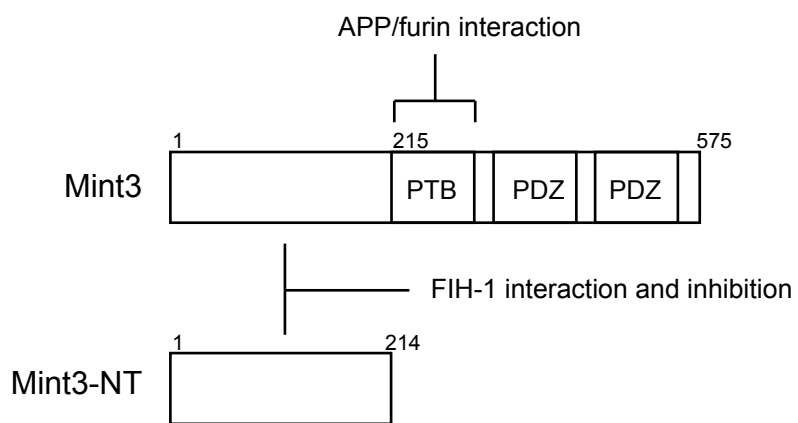 APP/furin interaction
1 215 575
Mint3 PTB PDZ PDZ
FIH-1 interaction and inhibition
1 214
Mint3-NT